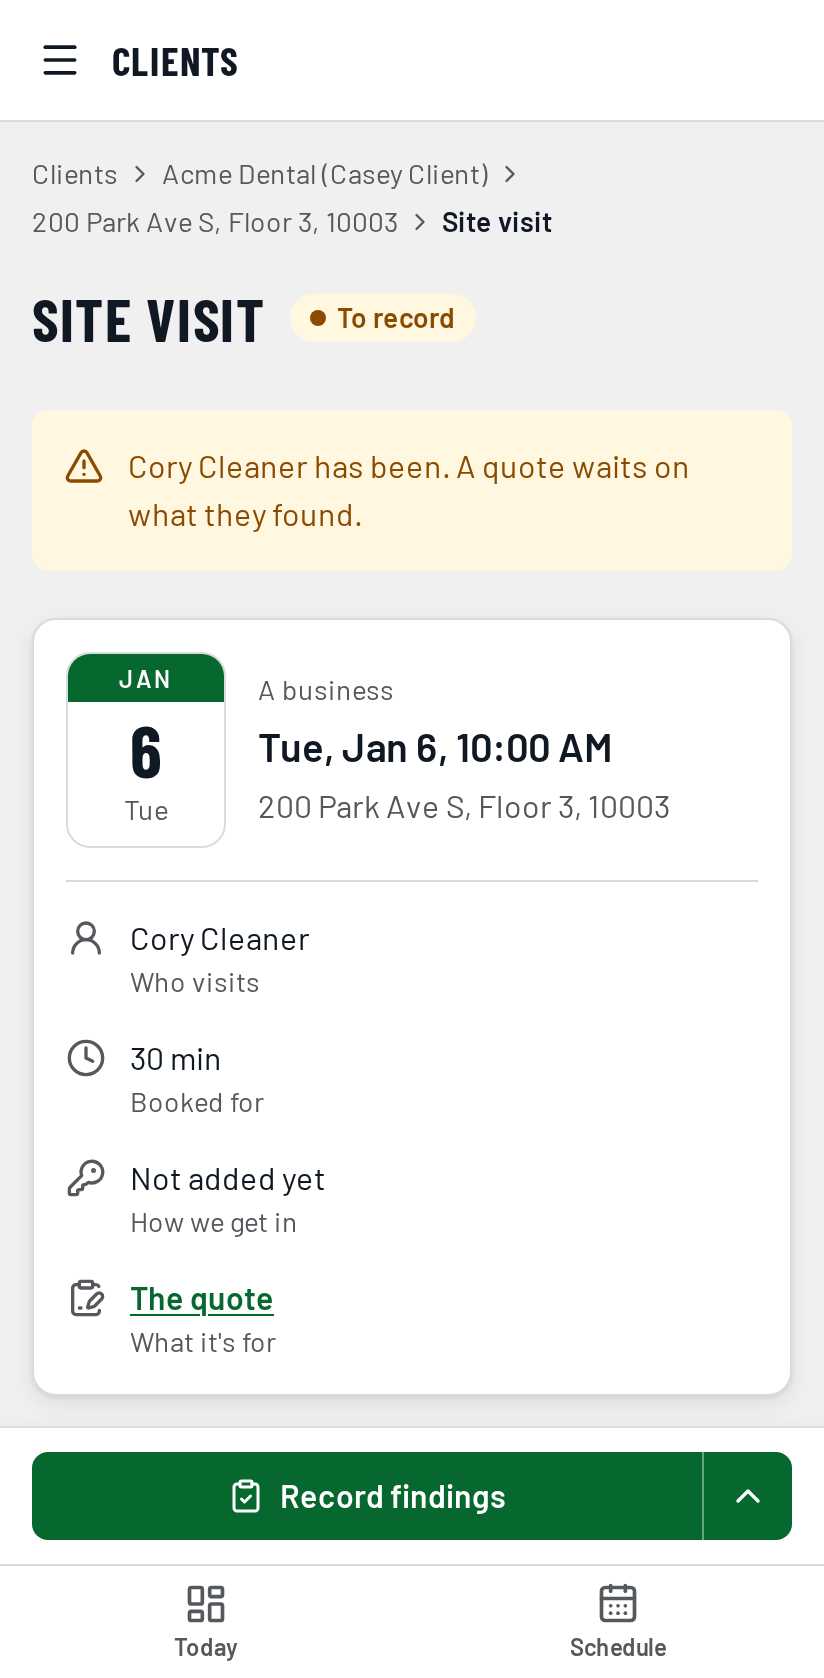 CLIENTS
Clients > Acme Dental (Casey Client) >
200 Park Ave S, Floor 3, 10003 > Site visit
SITE VISIT
To record
Cory Cleaner has been. A quote waits on
what they found.
JAN
6
Tue
A business
Tue, Jan 6, 10:00 AM
200 Park Ave S, Floor 3, 10003
Cory Cleaner
Who visits
30 min
Booked for
Not added yet
How we get in
The quote
What it's for
Record findings
Today
Schedule